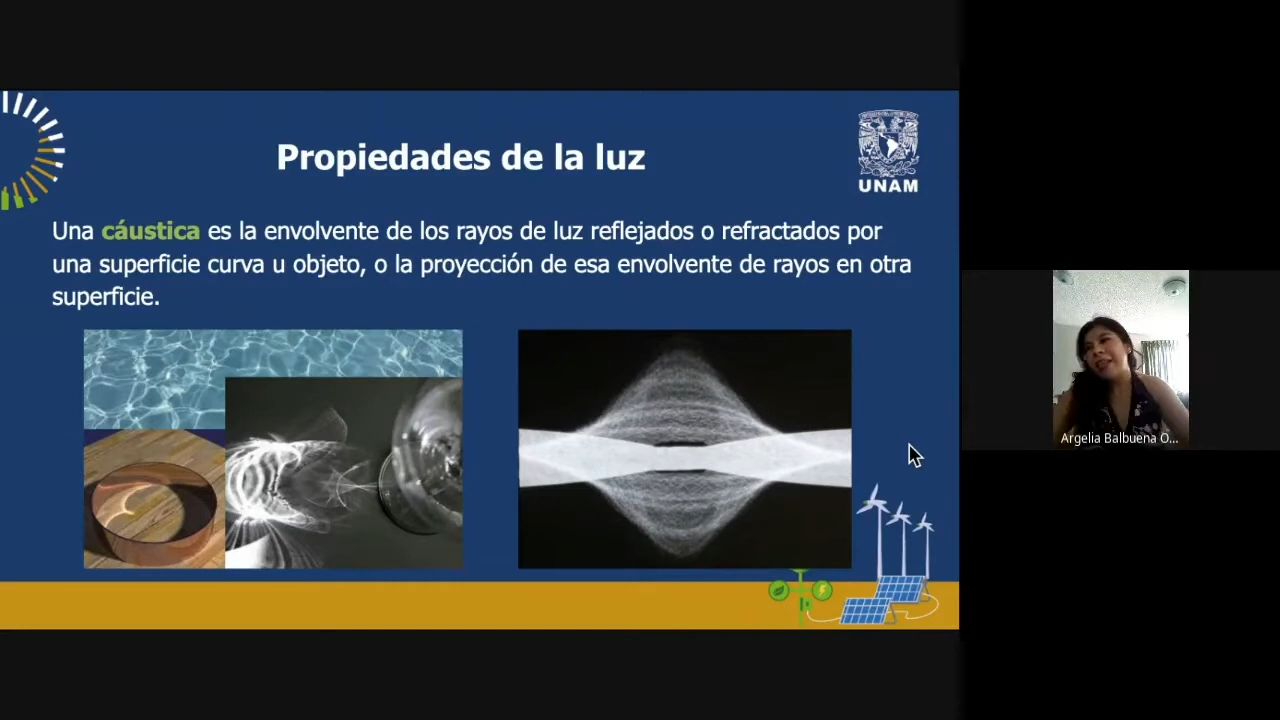 Propiedades de la luz
UNAM
Una cáustica es la envolvente de los rayos de luz reflejados o refractados por
una superficie curva u objeto, o la proyección de esa envolvente de rayos en otra
superficie.
Argelia Balbuena O...